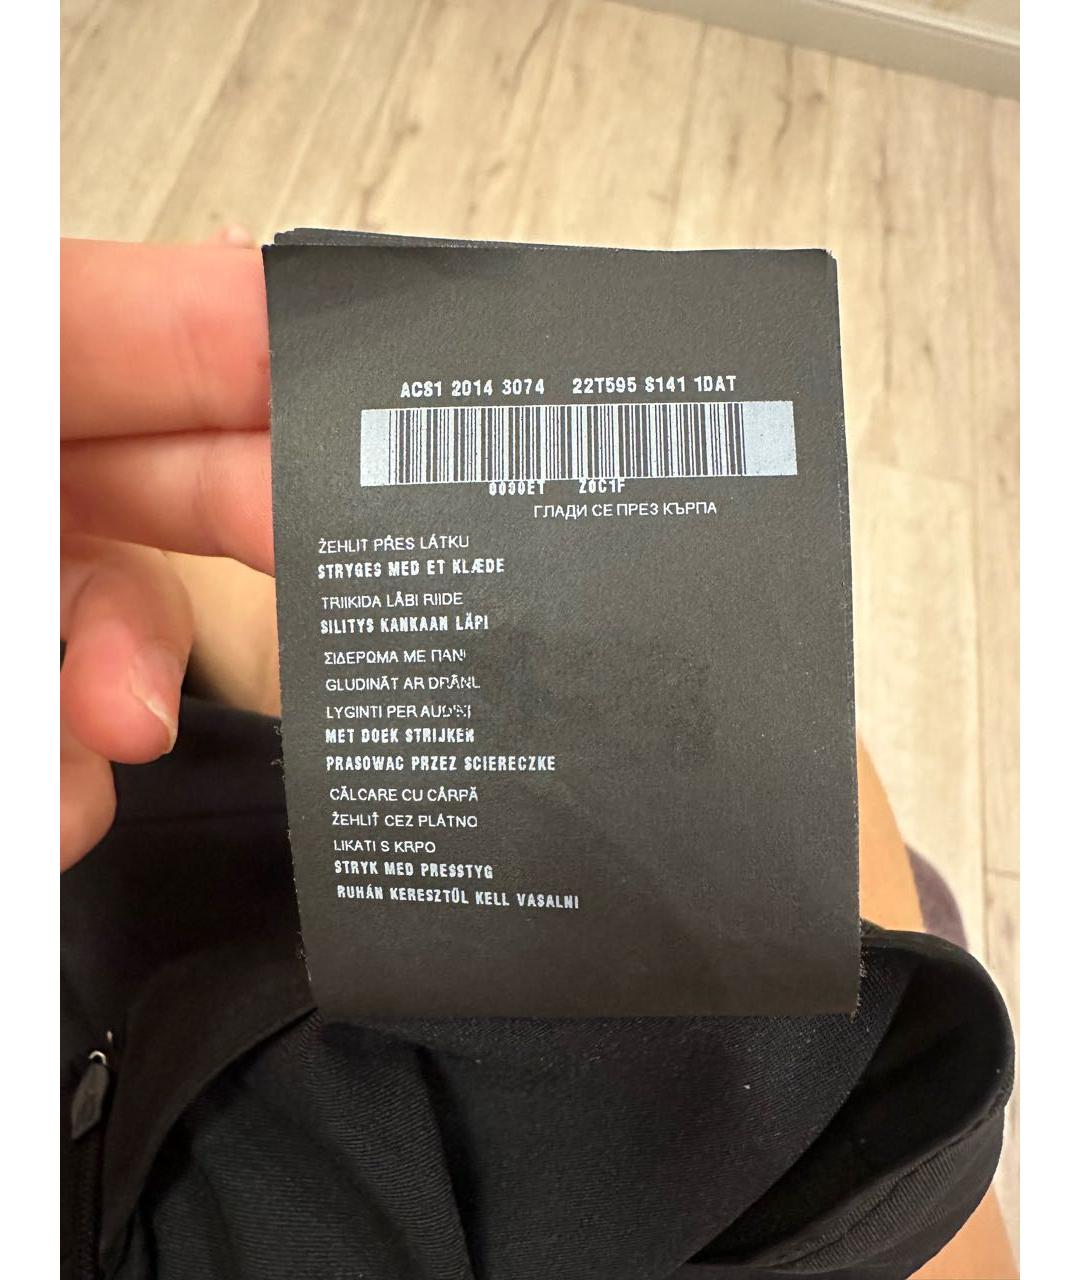 ACS1 2014 3074 22T595 S141 1DAT
0000ET Z0C1F
ГЛАДИ СЕ ПРЕЗ КЪРПА
ŽEHLIT PŘES LÁTKU
STRYGES MED ET KLÆDE
TRIIKIDA LÄBI RIIDE
SILITYS KANKAAN LÄPI
ΣΙΔΕΡΩΜΑ ΜΕ ΠΑΝΙ
GLUDINĀT AR DRĀNU
LYGINTI PER
MET DOEK STRIJKEN
PRASOWAC PRZEZ SCIERECZKE
CĂLCARE CU CÂRPĂ
ŽEHLIŤ CEZ PLÁTNO
LIKATI S KRPO
STRYK MED PRESSTYG
RUHÁN KERESZTÜL KELL VASALNI